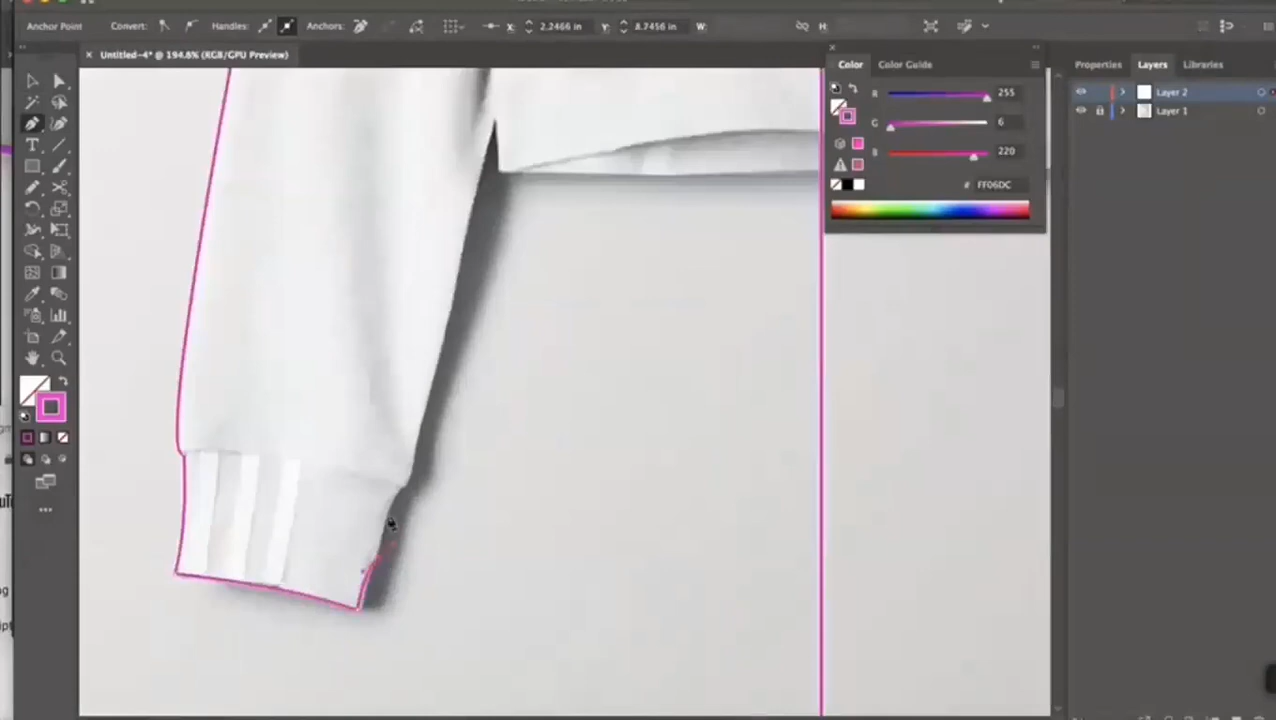 Anchor Point Convert: Handles: Anchors: X: 2.2466 in Y: 8.7456 in W: H:
Untitled-4* @ 194.8% (RGB/GPU Preview)
Color Color Guide
Properties Layers Libraries
R 255
Layer 2
Layer 1
G 6
B 220
# FF06DC